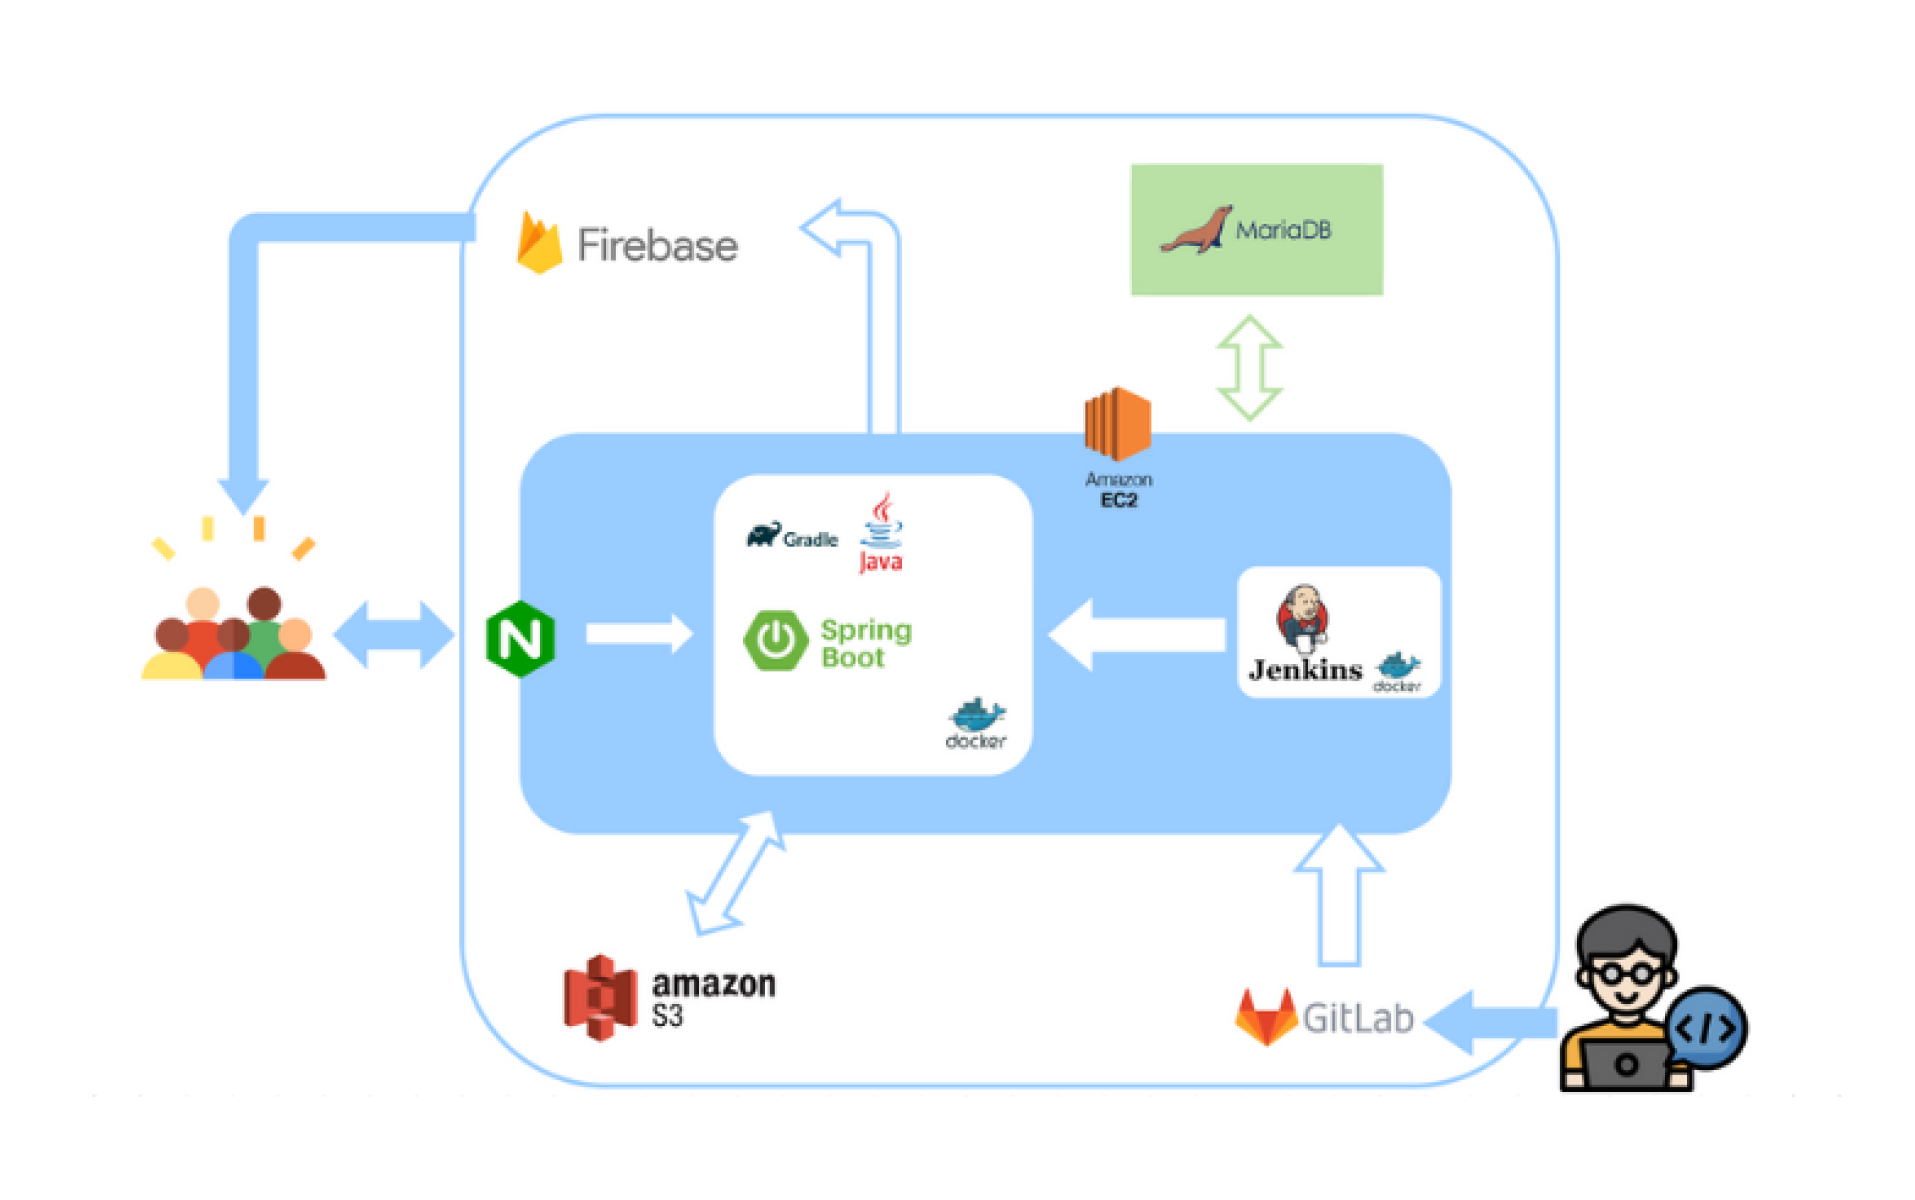 Firebase
MariaDB
Amazon
EC2
Gradle
Java
N
Spring
Boot
docker
Jenkins
docker
amazon
S3
GitLab
</>